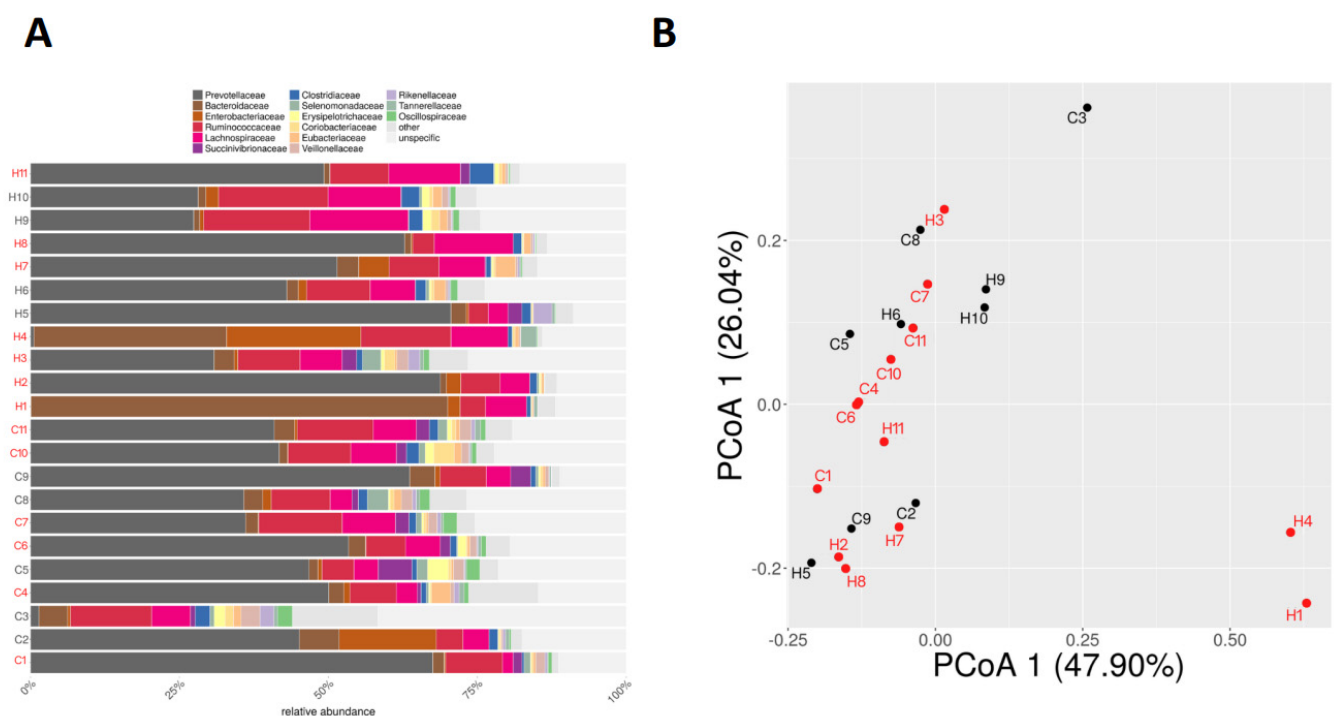 A
B
Prevotellaceae Clostridiaceae Rikenellaceae
Bacteroidaceae Selenomonadaceae Tannerellaceae
Enterobacteriaceae Erysipelotrichaceae Oscillospiraceae
Ruminococcaceae Coriobacteriaceae other
Lachnospiraceae Eubacteriaceae unspecific
Succinivibrionaceae Veillonellaceae
H11
H10
H9
H8
H7
H6
H5
H4
H3
H2
H1
C11
C10
C9
C8
C7
C6
C5
C4
C3
C2
C1
0% 25% 50% 75% 100%
relative abundance
PCoA 1 (26.04%)
0.2
0.0
-0.2
C3
H3
C8
C7
H9
H10
H6
C11
C5
C10
C4
C6
H11
C1
C2
C9
H7
H2
H5
H8
H4
H1
-0.25 0.00 0.25 0.50
PCoA 1 (47.90%)